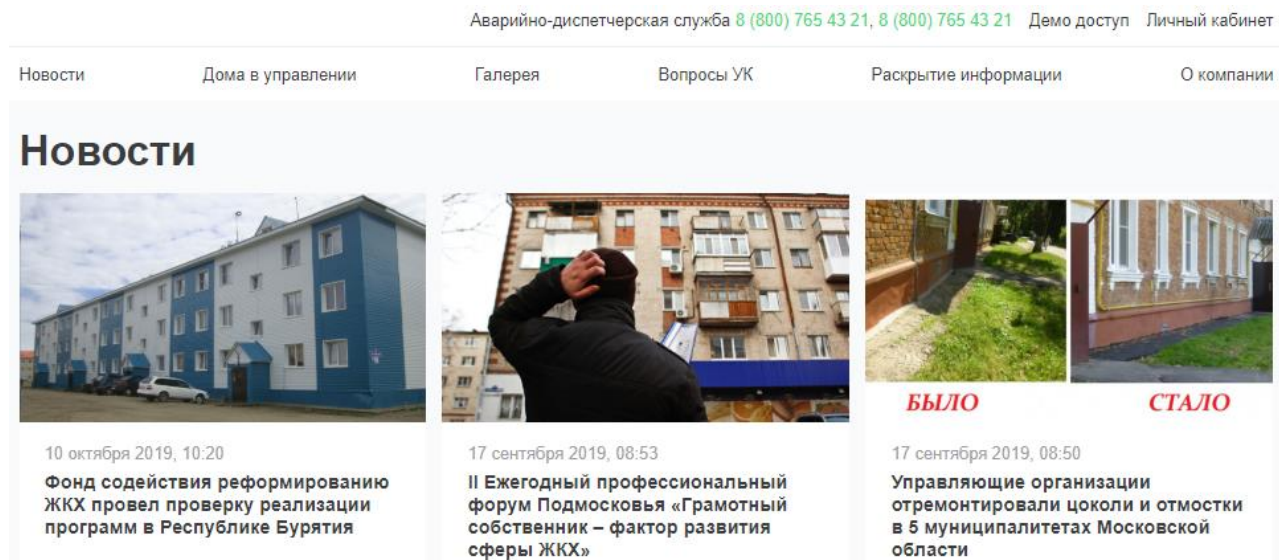 Аварийно-диспетчерская служба 8 (800) 765 43 21, 8 (800) 765 43 21 Демо доступ Личный кабинет
Новости Дома в управлении Галерея Вопросы УК Раскрытие информации О компании
Новости
БЫЛО СТАЛО
10 октября 2019, 10:20
Фонд содействия реформированию
ЖКХ провел проверку реализации
программ в Республике Бурятия
17 сентября 2019, 08:53
II Ежегодный профессиональный
форум Подмосковья «Грамотный
собственник – фактор развития
сферы ЖКХ»
17 сентября 2019, 08:50
Управляющие организации
отремонтировали цоколи и отмостки
в 5 муниципалитетах Московской
области